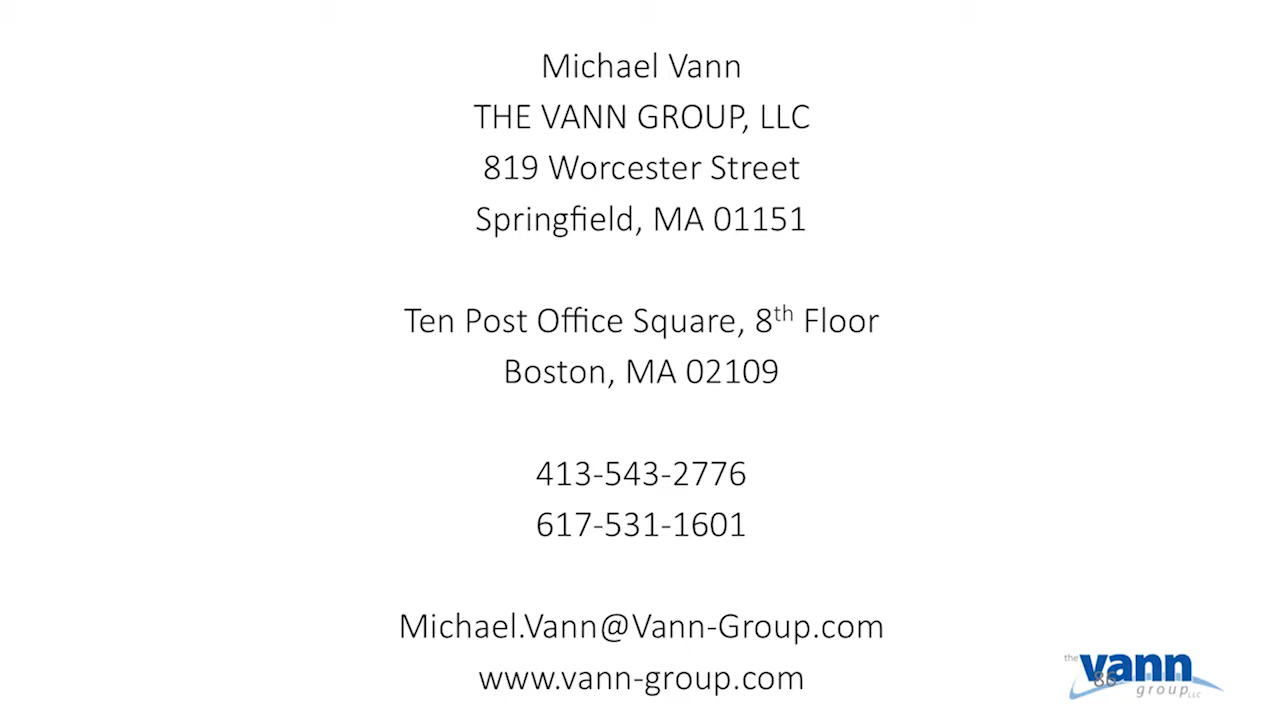 Michael Vann
THE VANN GROUP, LLC
819 Worcester Street
Springfield, MA 01151
Ten Post Office Square, 8th Floor
Boston, MA 02109
413-543-2776
617-531-1601
Michael.Vann@Vann-Group.com
www.vann-group.com
the vann
86
group LLC